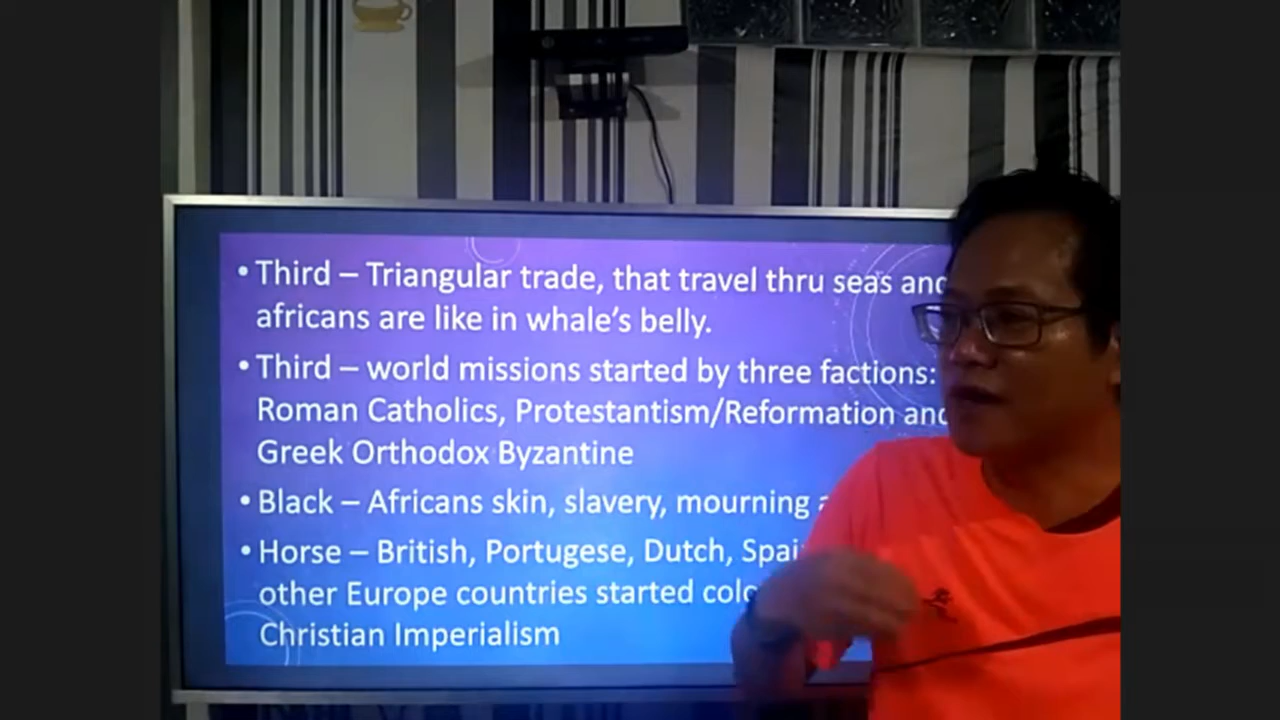 • Third – Triangular trade, that travel thru seas and
africans are like in whale's belly.
• Third – world missions started by three factions:
Roman Catholics, Protestantism/Reformation and
Greek Orthodox Byzantine
• Black – Africans skin, slavery, mourning
• Horse – British, Portugese, Dutch,
other Europe countries started
Christian Imperialism